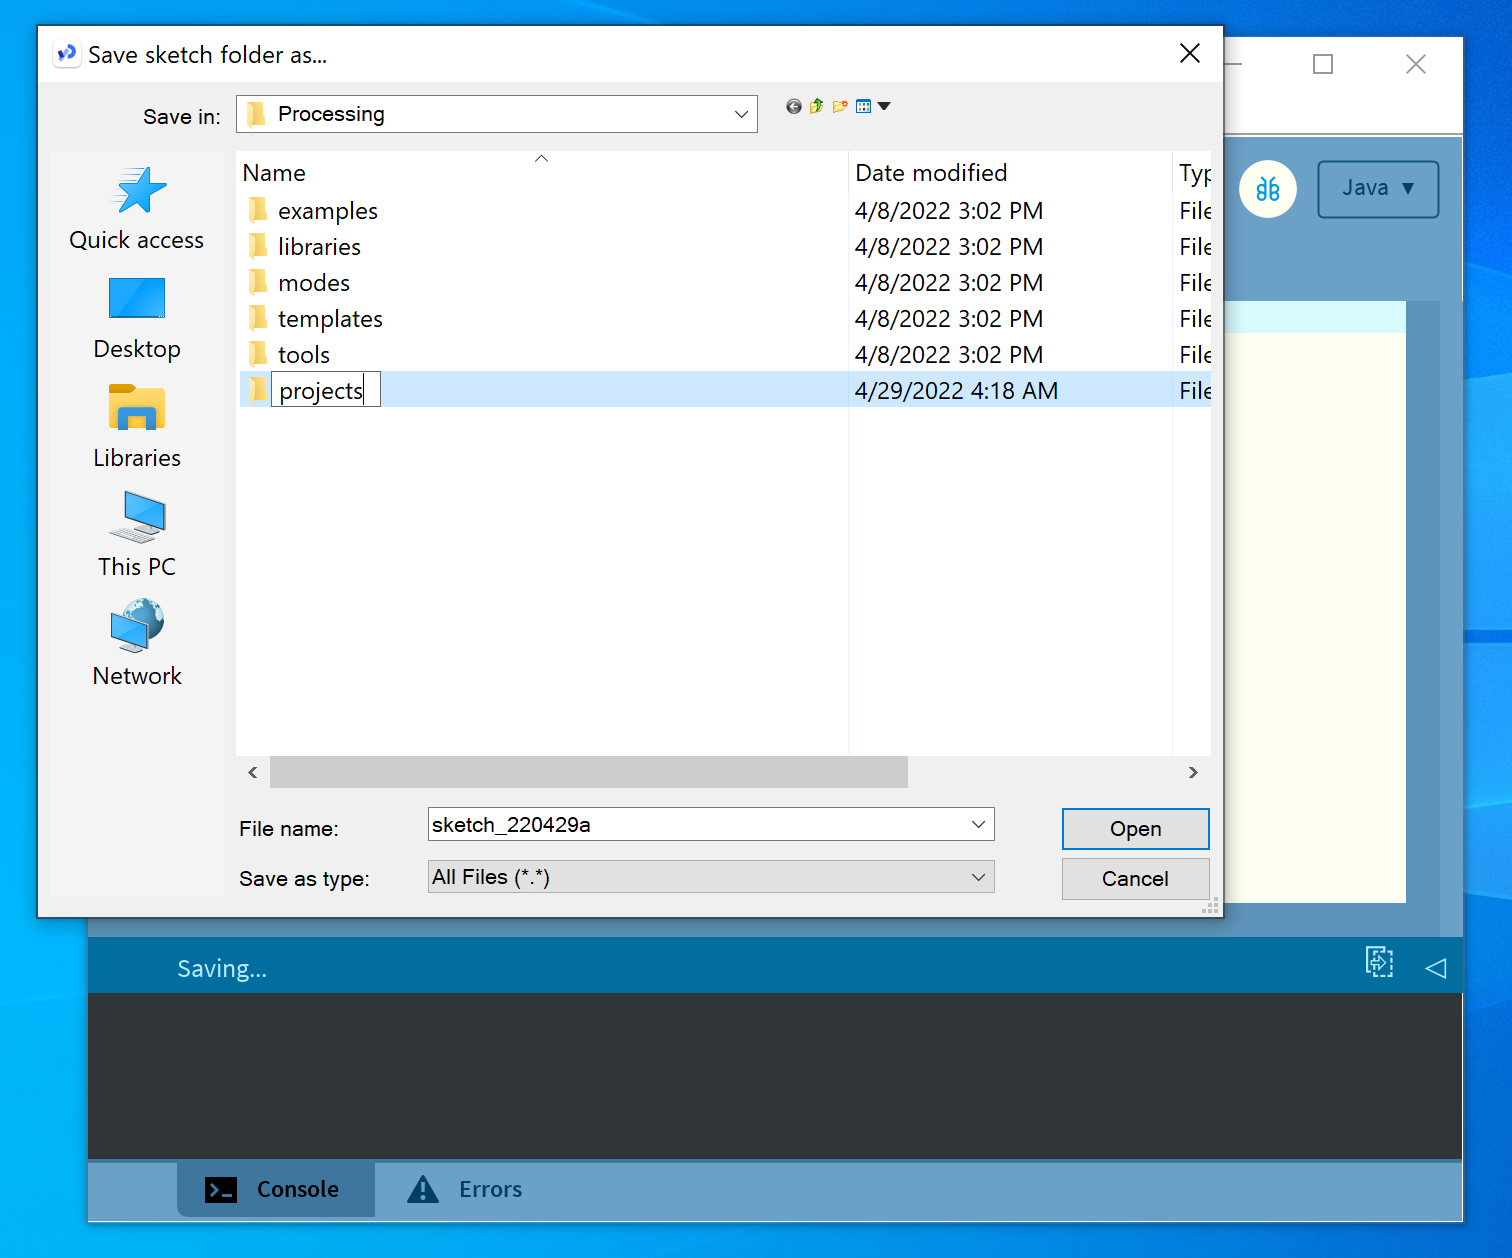 Save sketch folder as...
Save in:
Processing
Name
Date modified
Typ
examples
4/8/2022 3:02 PM
File
libraries
4/8/2022 3:02 PM
File
modes
4/8/2022 3:02 PM
File
templates
4/8/2022 3:02 PM
File
tools
4/8/2022 3:02 PM
File
projects
4/29/2022 4:18 AM
File
Quick access
Desktop
Libraries
This PC
Network
File name:
sketch_220429a
Open
Save as type:
All Files (*.*)
Cancel
Java
Saving...
Console
Errors